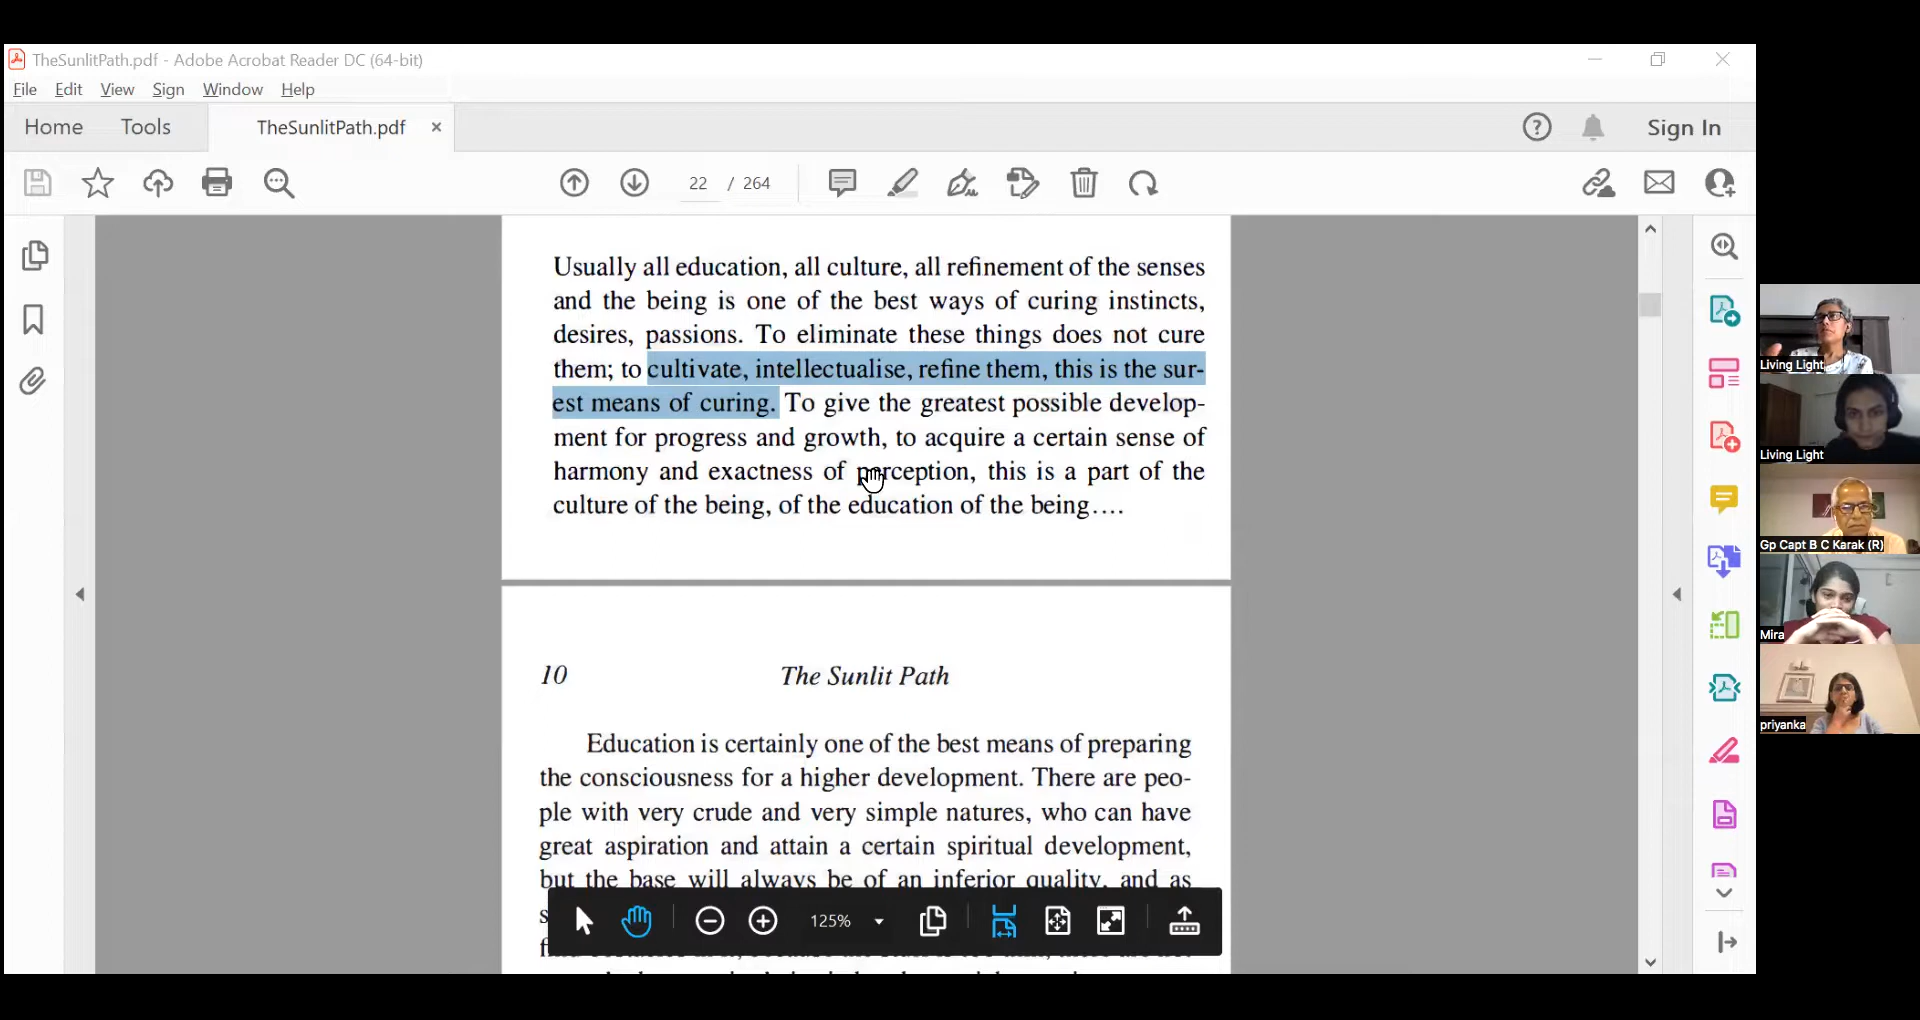 TheSunlitPath.pdf - Adobe Acrobat Reader DC (64-bit)
File Edit View Sign Window Help
Home Tools TheSunlitPath.pdf × Sign In
22 / 264
Usually all education, all culture, all refinement of the senses
and the being is one of the best ways of curing instincts,
desires, passions. To eliminate these things does not cure
them; to cultivate, intellectualise, refine them, this is the sur-
est means of curing. To give the greatest possible develop-
ment for progress and growth, to acquire a certain sense of
harmony and exactness of perception, this is a part of the
culture of the being, of the education of the being....
10 The Sunlit Path
Education is certainly one of the best means of preparing
the consciousness for a higher development. There are peo-
ple with very crude and very simple natures, who can have
great aspiration and attain a certain spiritual development,
but the base will always be of an inferior quality, and as
125%
Living Light
Living Light
Gp Capt B C Karak (R)
Mira
priyanka